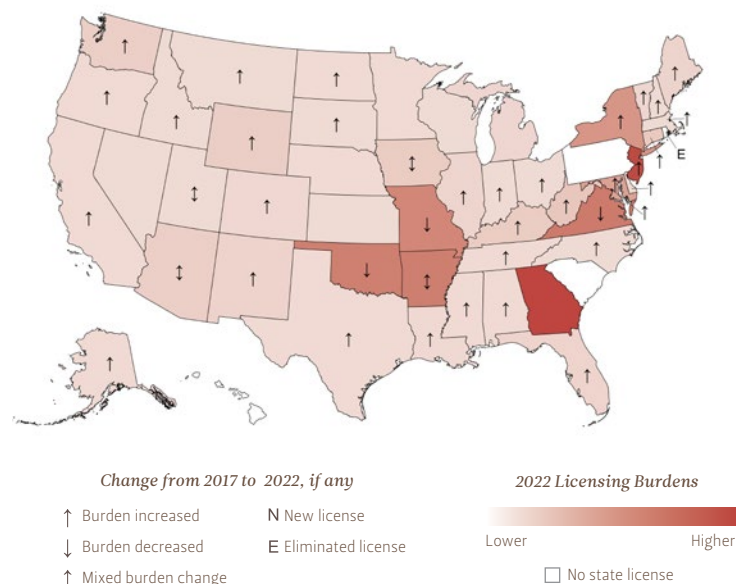 E
Change from 2017 to 2022, if any
↑ Burden increased
N New license
↓ Burden decreased
E Eliminated license
↑ Mixed burden change
2022 Licensing Burdens
Lower Higher
No state license